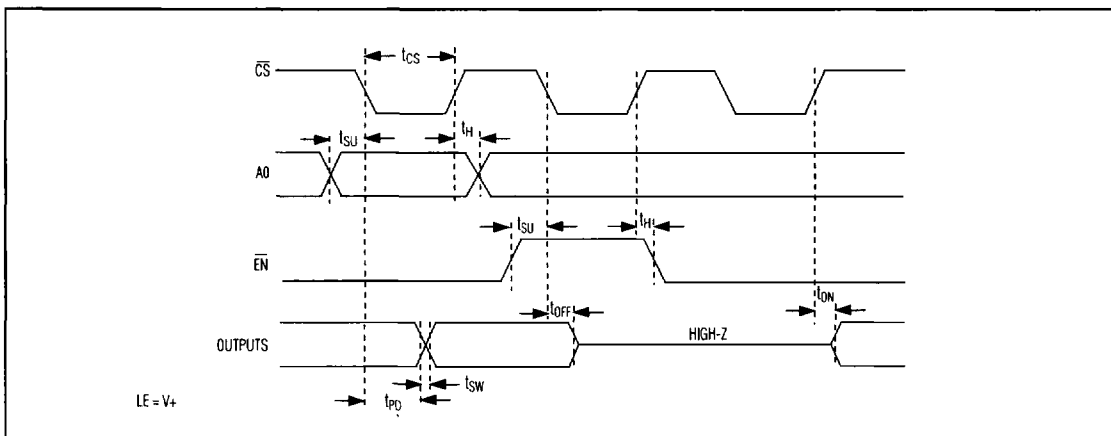 tCS
CS
tSU
tH
A0
tSU
tH
EN
tOFF
tON
HIGH-Z
OUTPUTS
tSW
tPD
LE = V+